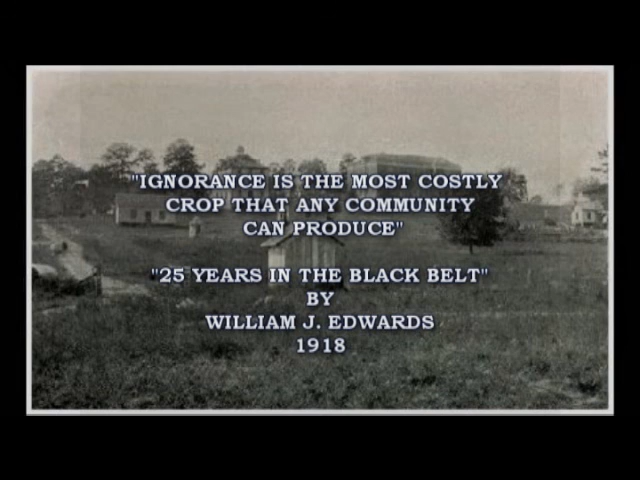 "IGNORANCE IS THE MOST COSTLY
CROP THAT ANY COMMUNITY
CAN PRODUCE"
"25 YEARS IN THE BLACK BELT"
BY
WILLIAM J. EDWARDS
1918